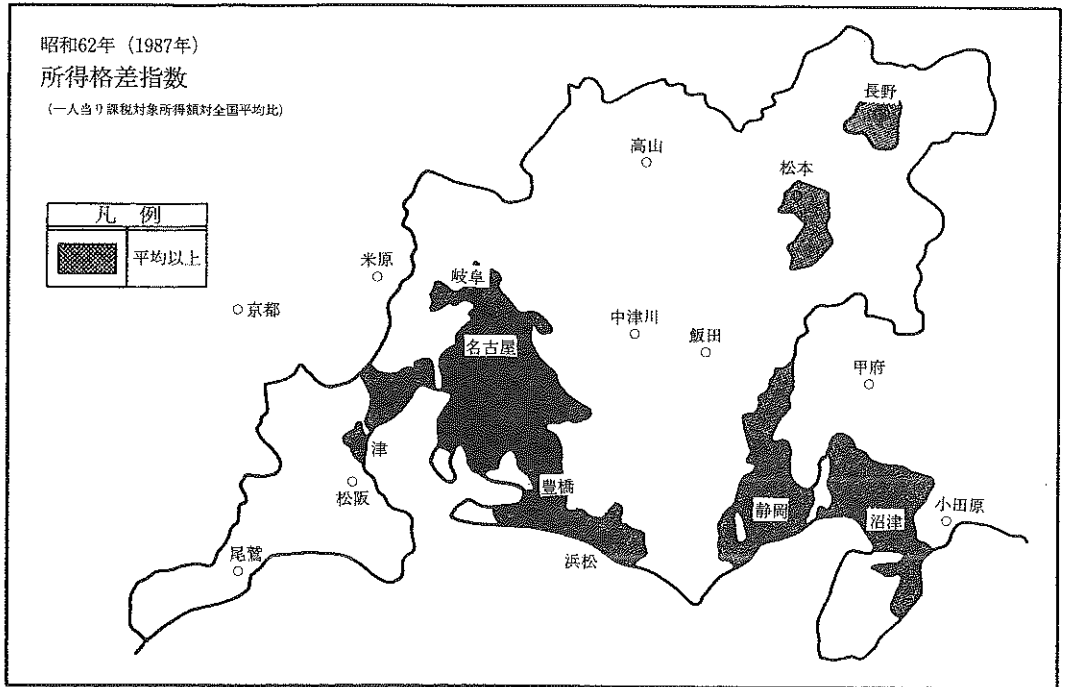 昭和62年（1987年）
所得格差指数
（一人当り課税対象所得額対全国平均比）
凡 例
平均以上
長野
高山
松本
米原
岐阜
京都
中津川
飯田
名古屋
甲府
津
松阪
豊橋
静岡
沼津
小田原
浜松
尾鷲